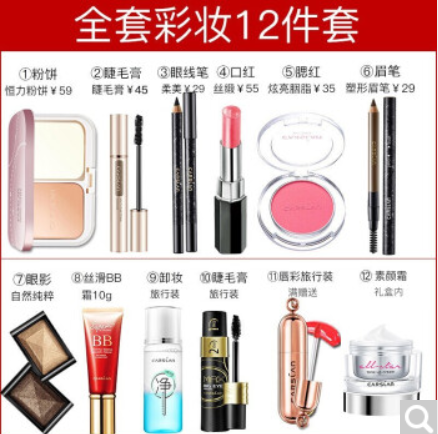 全套彩妆12件套
①粉饼
恒力粉饼￥59
②睫毛膏
睫毛膏￥45
③眼线笔
柔美￥29
④口红
丝缎￥55
⑤腮红
炫亮胭脂￥35
⑥眉笔
塑形眉笔￥29
CARSLAN
⑦眼影
自然纯粹
⑧丝滑BB
霜10g
⑨卸妆
旅行装
⑩睫毛膏
旅行装
⑪唇彩旅行装
满赠送
⑫素颜霜
礼盒内
BB
净
CARSLAN
all-star
CARSLAN